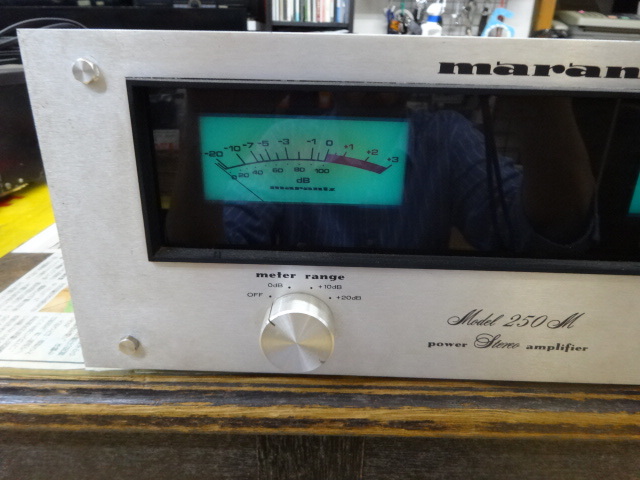 maran
-20 -10 -7 -5 -3 -1 0 +1 +2 +3
0 20 40 60 80 100
dB
marantz
meter range
OFF 0dB +10dB +20dB
Model 250 M
power Stereo amplifier